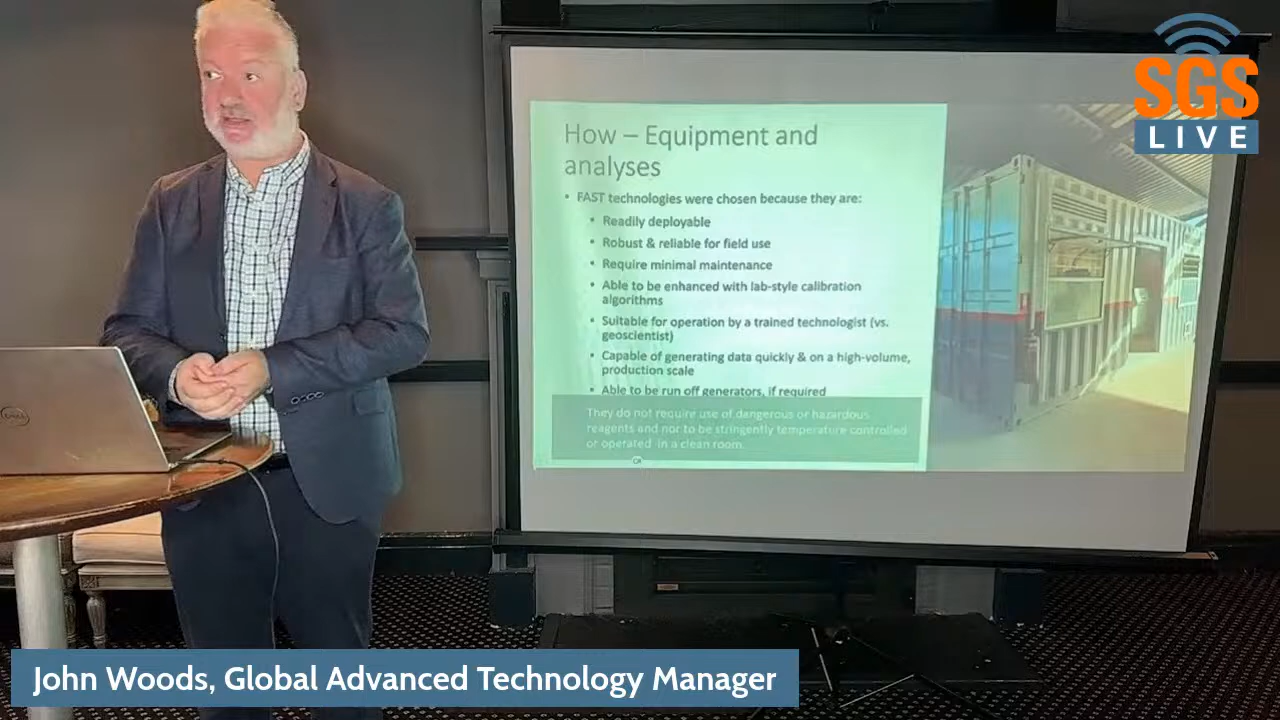 SGS
LIVE
How – Equipment and
analyses
• FAST technologies were chosen because they are:
• Readily deployable
• Robust & reliable for field use
• Require minimal maintenance
• Able to be enhanced with lab-style calibration
algorithms
• Suitable for operation by a trained technologist (vs.
geoscientist)
• Capable of generating data quickly & on a high-volume,
production scale
• Able to be run off generators, if required
They do not require use of dangerous or hazardous
reagents and nor to be stringently temperature controlled
or operated in a clean room.
DELL
John Woods, Global Advanced Technology Manager